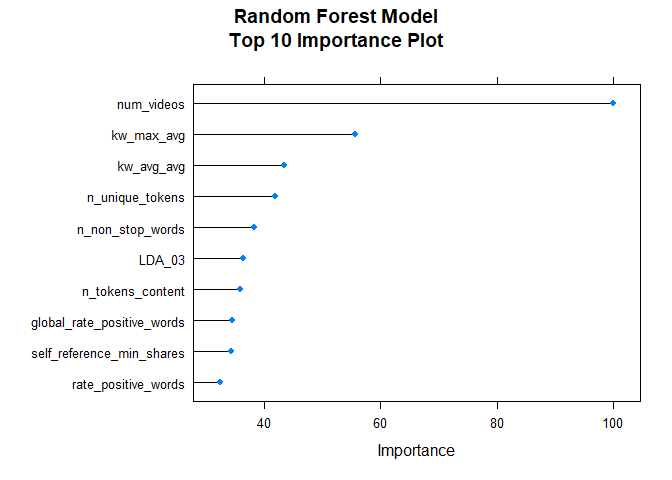 Random Forest Model
Top 10 Importance Plot
num_videos
kw_max_avg
kw_avg_avg
n_unique_tokens
n_non_stop_words
LDA_03
n_tokens_content
global_rate_positive_words
self_reference_min_shares
rate_positive_words
40 60 80 100
Importance